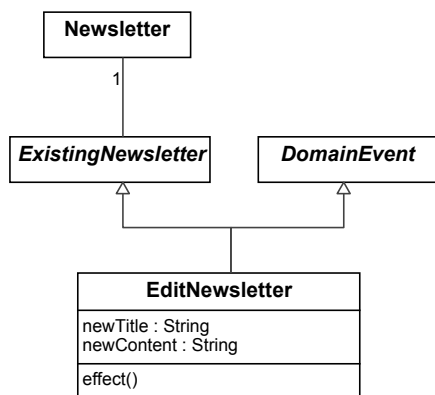 Newsletter
1
ExistingNewsletter
DomainEvent
EditNewsletter
newTitle : String
newContent : String
effect()